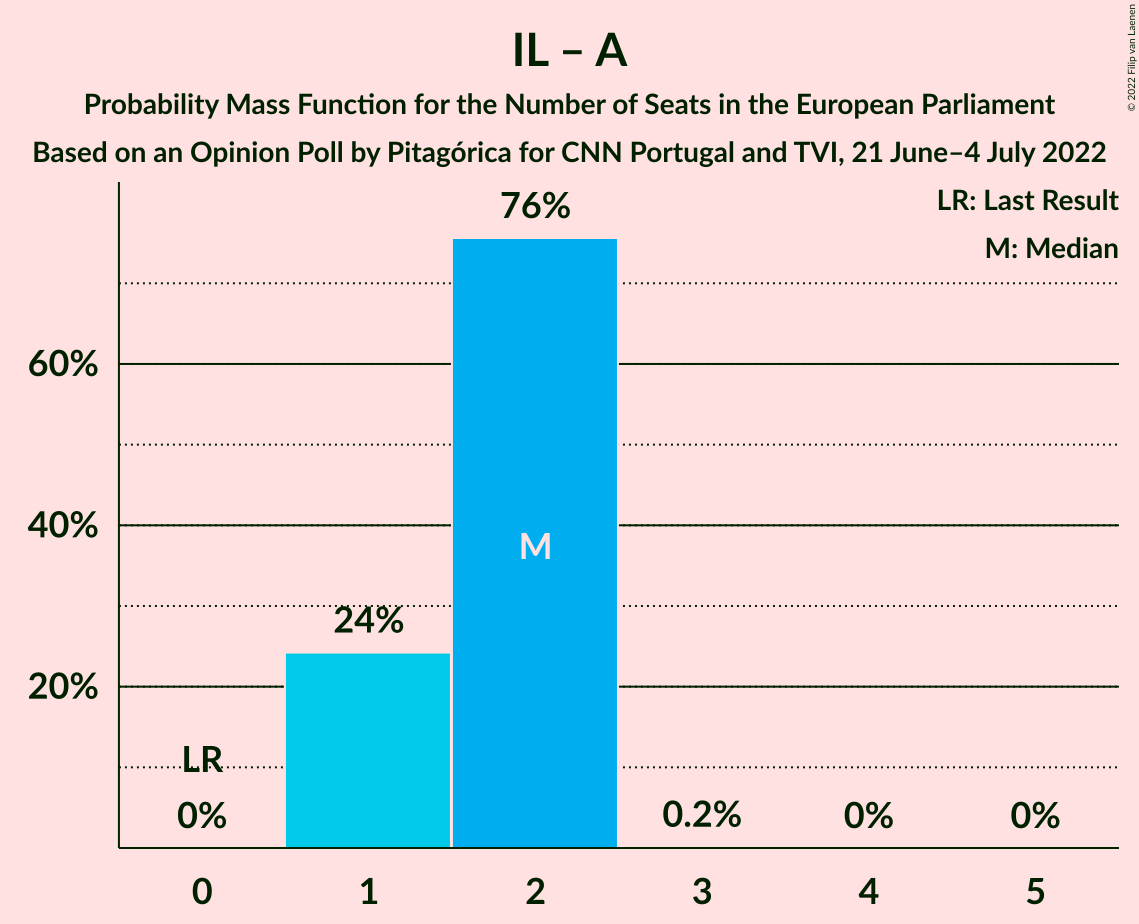 IL – A
Probability Mass Function for the Number of Seats in the European Parliament
Based on an Opinion Poll by Pitagórica for CNN Portugal and TVI, 21 June–4 July 2022
© 2022 Filip van Laenen
LR: Last Result
M: Median
76%
60%
40%
M
24%
20%
LR
0%
0.2%
0%
0%
0
1
2
3
4
5